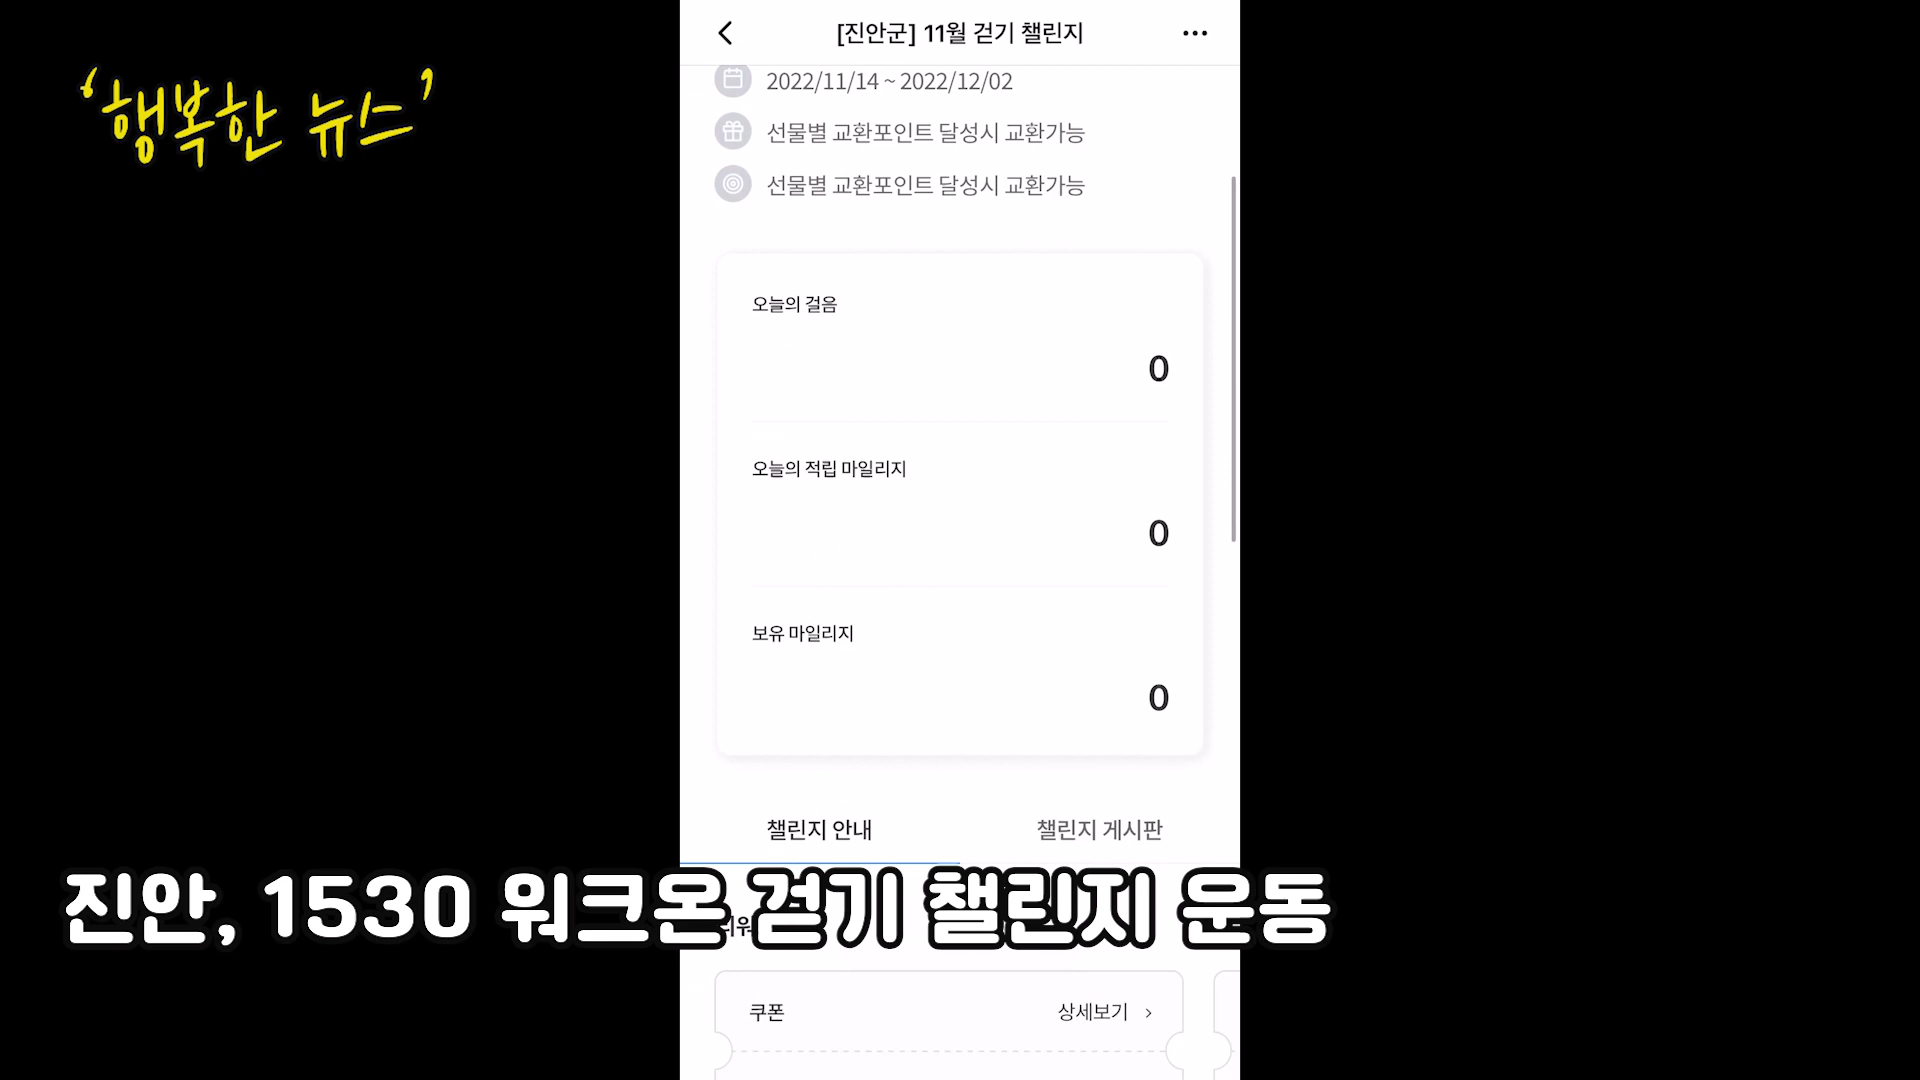 '행복한 뉴스'
[진안군] 11월 걷기 챌린지
2022/11/14 ~ 2022/12/02
선물별 교환포인트 달성시 교환가능
선물별 교환포인트 달성시 교환가능
오늘의 걸음
0
오늘의 적립 마일리지
0
보유 마일리지
0
챌린지 안내 챌린지 게시판
진안, 1530 워크온 걷기 챌린지 운동
쿠폰 상세보기 >